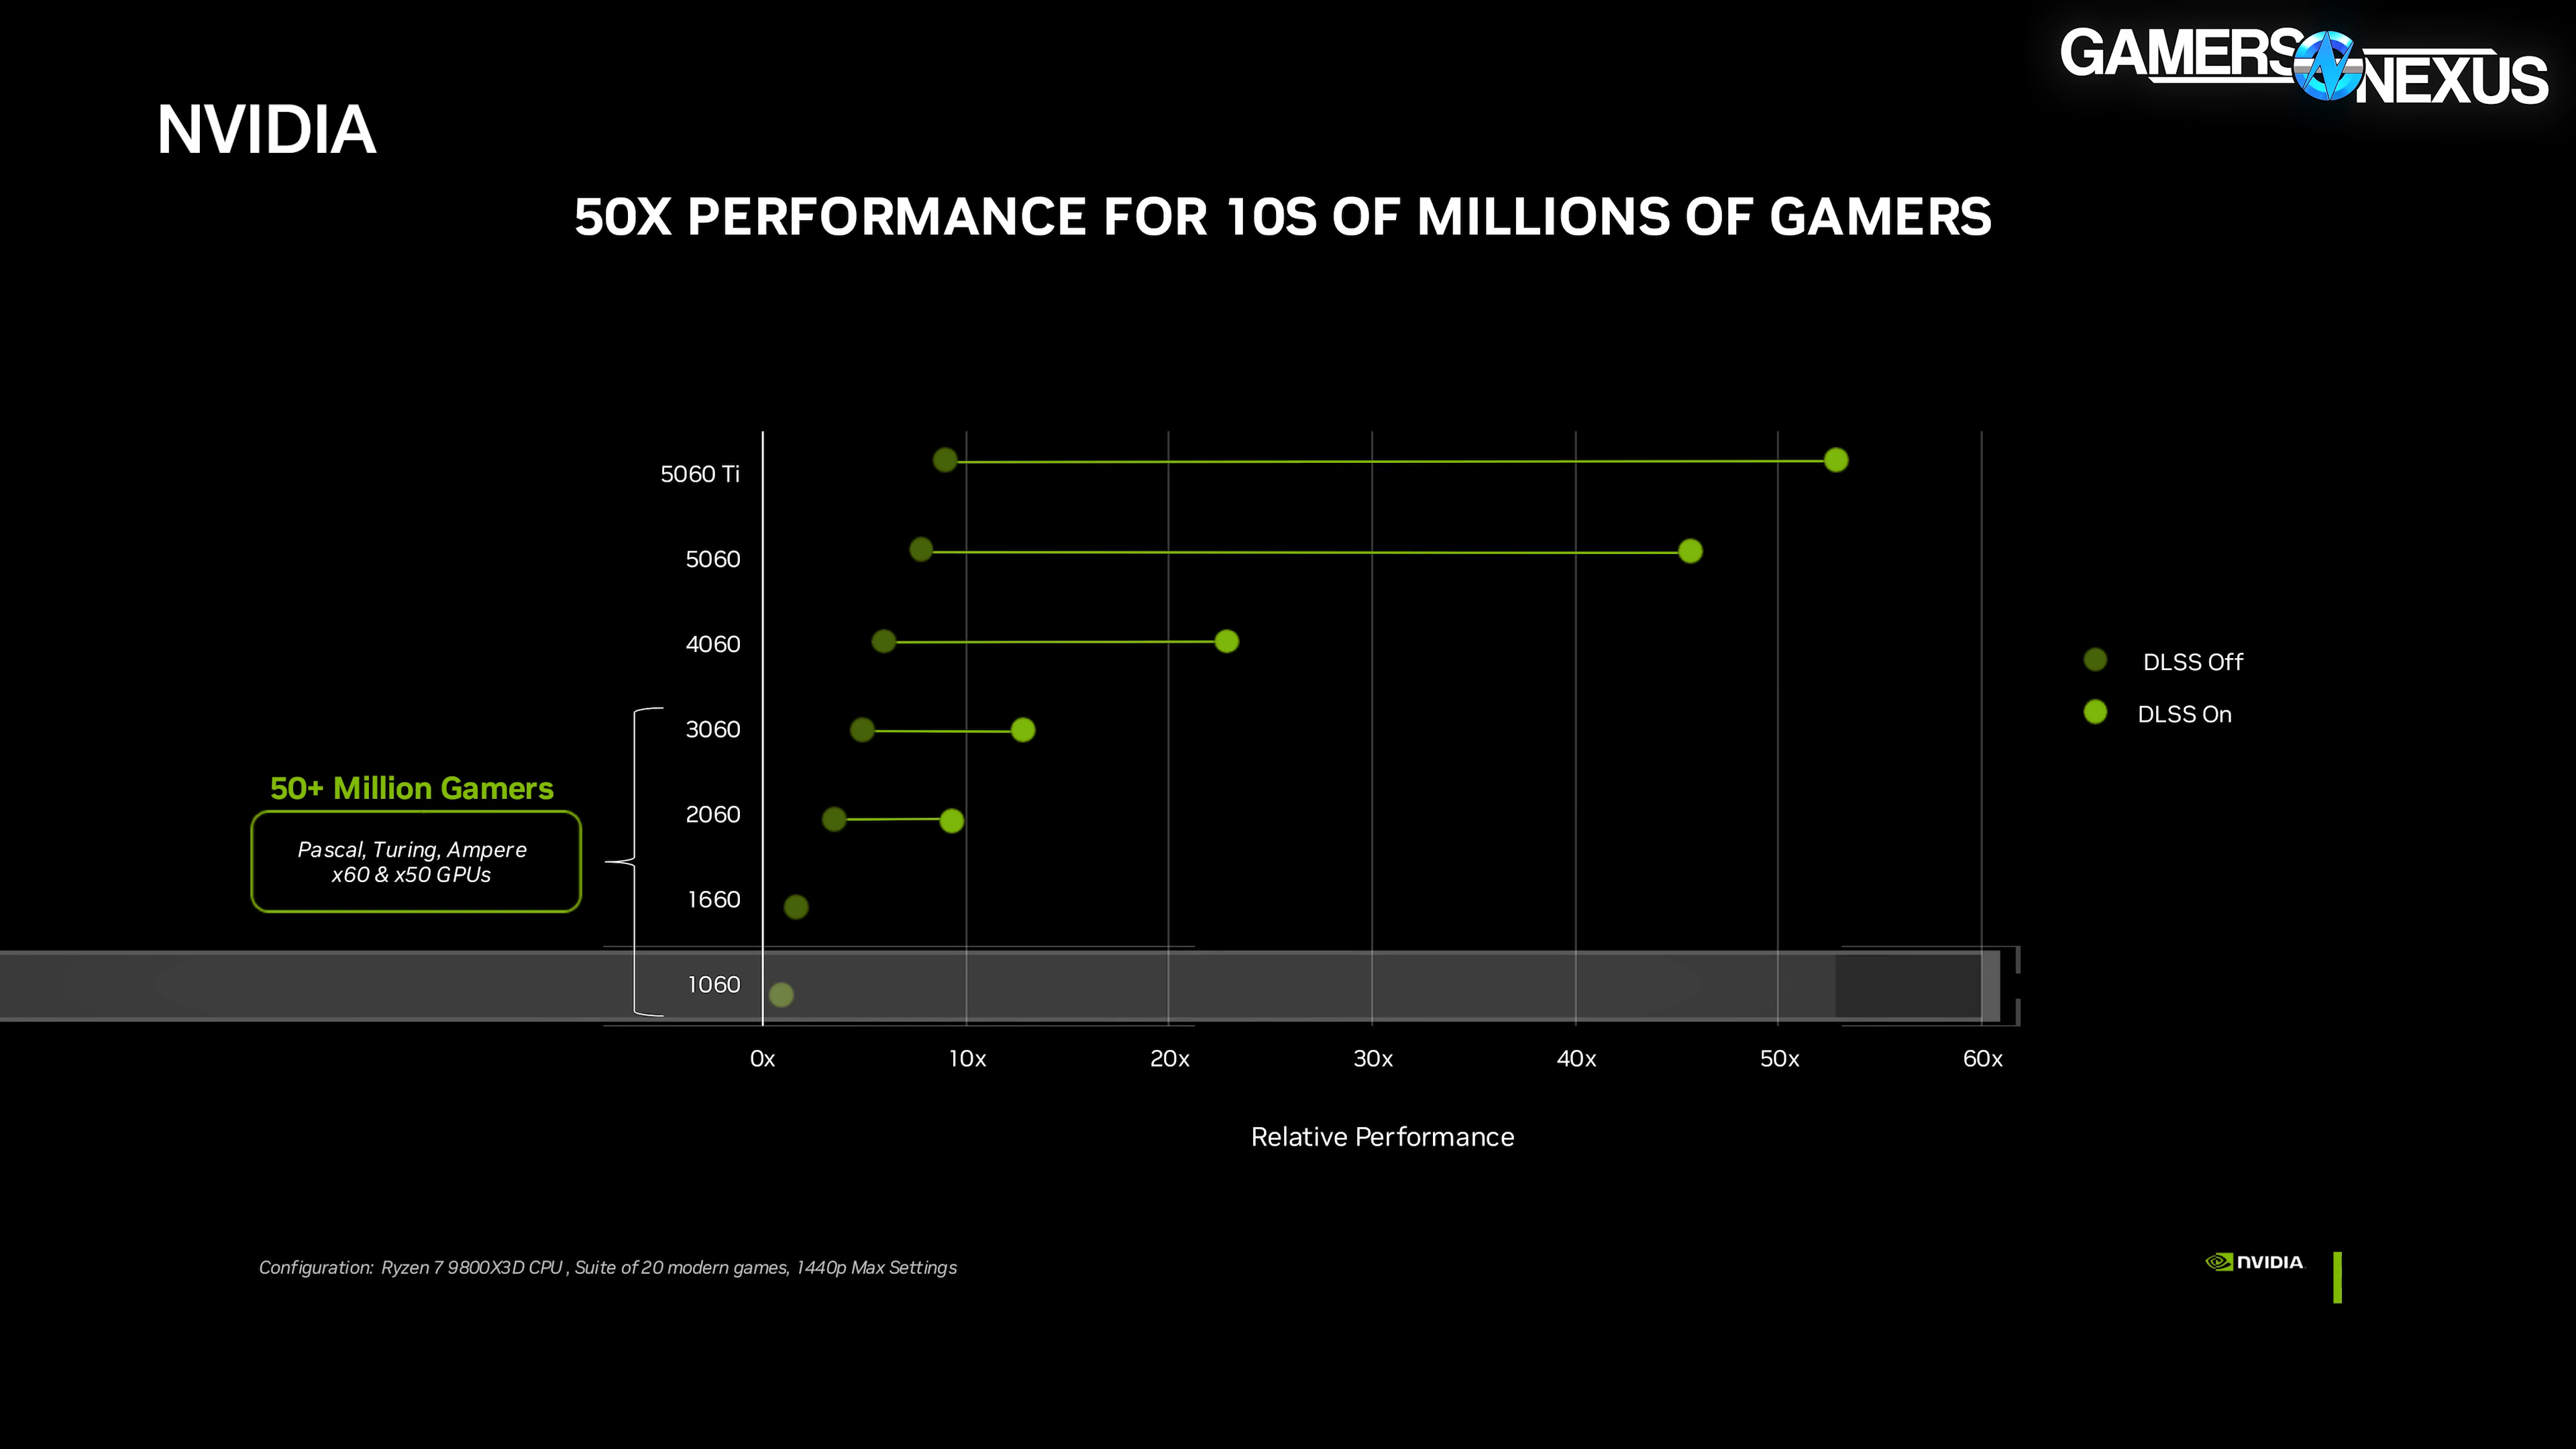 GAMERS NEXUS
NVIDIA
50X PERFORMANCE FOR 10S OF MILLIONS OF GAMERS
5060 Ti
5060
4060
3060
2060
1660
1060
50+ Million Gamers
Pascal, Turing, Ampere
x60 & x50 GPUs
DLSS Off
DLSS On
0x 10x 20x 30x 40x 50x 60x
Relative Performance
Configuration: Ryzen 7 9800X3D CPU , Suite of 20 modern games, 1440p Max Settings
NVIDIA